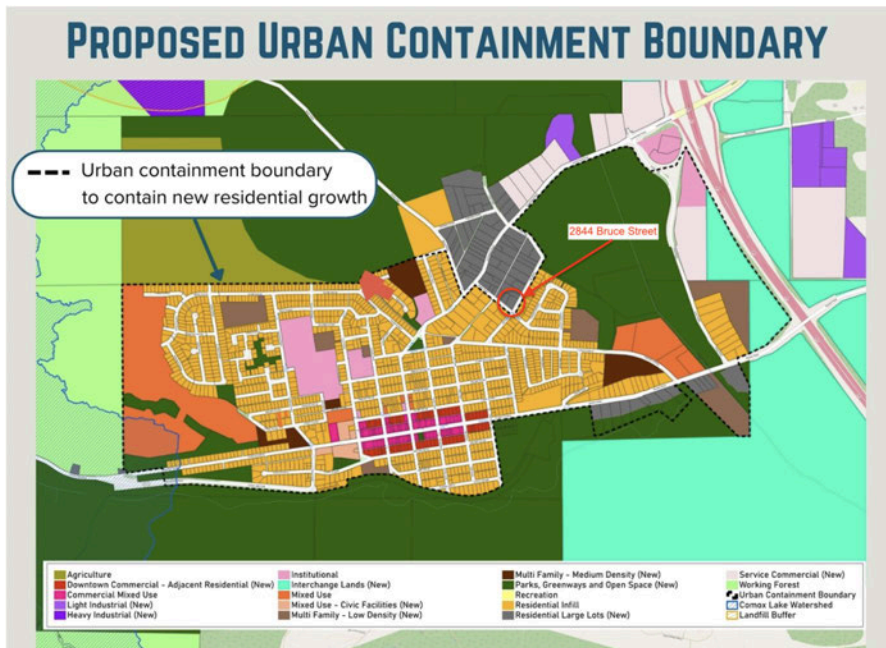 PROPOSED URBAN CONTAINMENT BOUNDARY
Urban containment boundary
to contain new residential growth
2844 Bruce Street
Agriculture
Downtown Commercial - Adjacent Residential (New)
Commercial Mixed Use
Light Industrial (New)
Heavy Industrial (New)
Institutional
Interchange Lands (New)
Mixed Use
Mixed Use - Civic Facilities (New)
Multi Family - Low Density (New)
Multi Family - Medium Density (New)
Parks, Greenways and Open Space (New)
Recreation
Residential Infill
Residential Large Lots (New)
Service Commercial (New)
Working Forest
Urban Containment Boundary
Comox Lake Watershed
Landfill Buffer